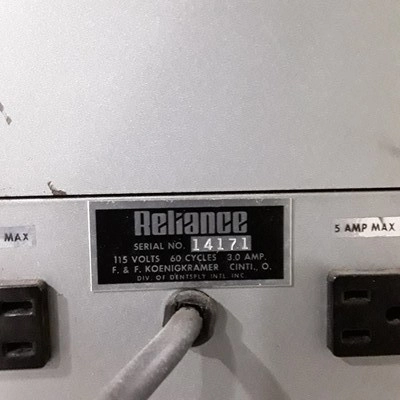 Reliance
SERIAL NO. 14171
115 VOLTS 60 CYCLES 3.0 AMP.
F. & F. KOENIGKRAMER CINTI., O.
DIV. OF DENTSPLY INTL. INC.
MAX
5 AMP MAX